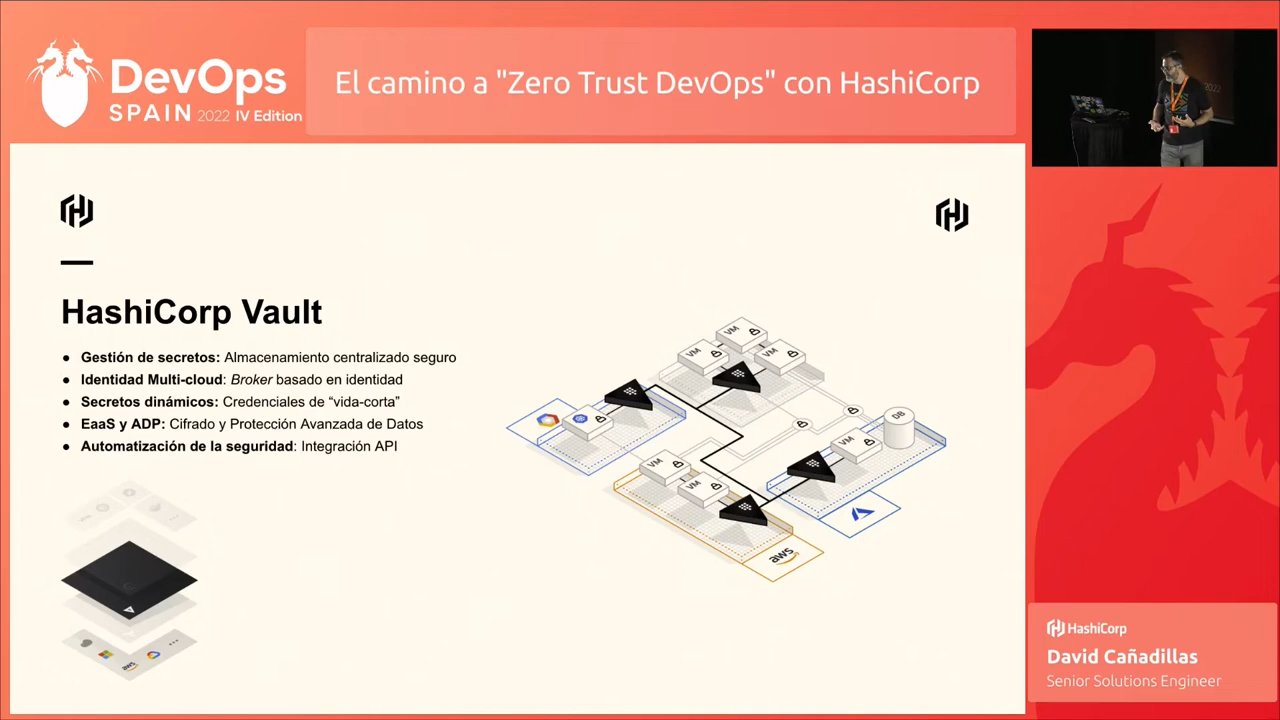 DevOps
SPAIN 2022 IV Edition
El camino a "Zero Trust DevOps" con HashiCorp
HashiCorp Vault
● Gestión de secretos: Almacenamiento centralizado seguro
● Identidad Multi-cloud: Broker basado en identidad
● Secretos dinámicos: Credenciales de “vida-corta”
● EaaS y ADP: Cifrado y Protección Avanzada de Datos
● Automatización de la seguridad: Integración API
VM
VM
VM
DB
VM
VM
VM
aws
aws
HashiCorp
David Cañadillas
Senior Solutions Engineer